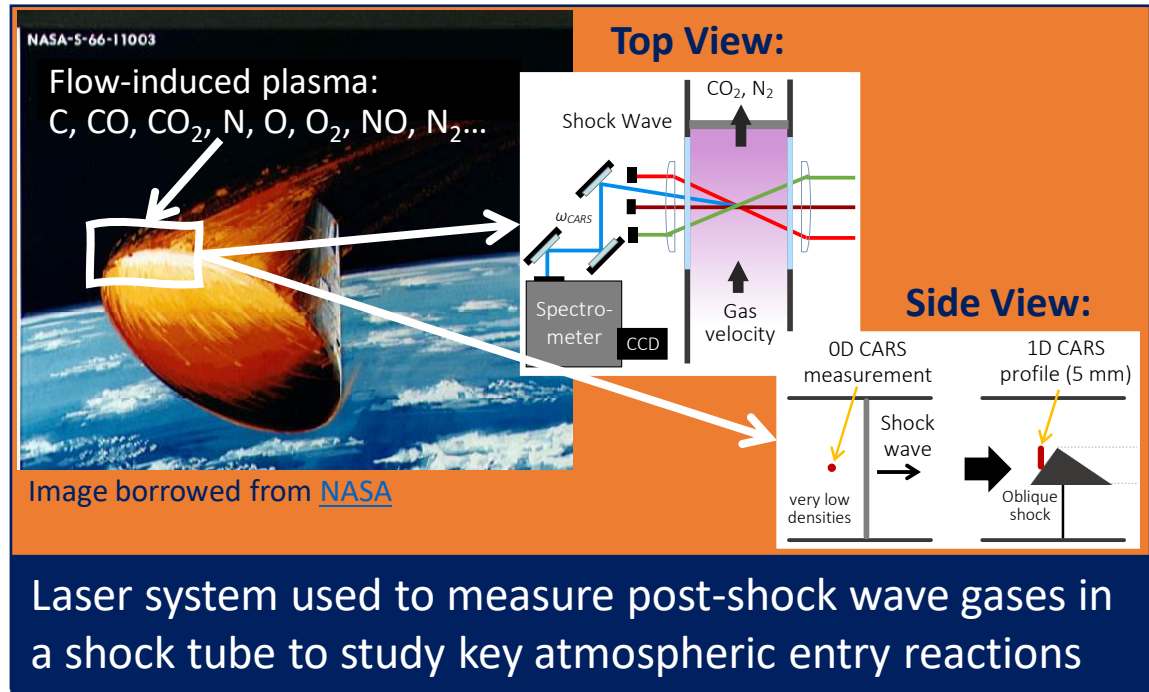 NASA-S-66-11003
Flow-induced plasma:
C, CO, CO₂, N, O, O₂, NO, N₂...
Image borrowed from NASA
Top View:
CO₂, N₂
Shock Wave
ω_CARS
Spectro-
meter
CCD
Gas
velocity
Side View:
0D CARS
measurement
Shock
wave
very low
densities
1D CARS
profile (5 mm)
Oblique
shock
Laser system used to measure post-shock wave gases in
a shock tube to study key atmospheric entry reactions